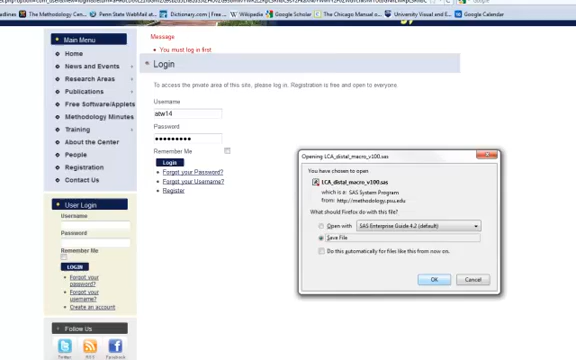 The Methodology Can...
Penn State WebMail at
Dictionary.com | Free
Wikipedia
Google Scholar
The Chicago Manual o
University Visual and E
Google Calendar
Main Menu
Home
News and Events
Research Areas
Publications
Free Software/Applets
Methodology Minutes
Training
About the Center
People
Registration
Contact Us
User Login
Username
Password
Remember Me
LOGIN
Forgot your
password?
Forgot your
username?
Create an account
Follow Us
Twitter
RSS
Facebook
Message
You must log in first
Login
To access the private area of this site, please log in. Registration is free and open to everyone.
Username
atw14
Password
•••••••••
Remember Me
Login
Forgot your Password?
Forgot your Username?
Register
Opening LCA_distal_macro_v100.sas
You have chosen to open
LCA_distal_macro_v100.sas
which is a: SAS System Program
from: http://methodology.psu.edu
What should Firefox do with this file?
Open with
SAS Enterprise Guide 4.2 (default)
Save File
Do this automatically for files like this from now on.
OK
Cancel